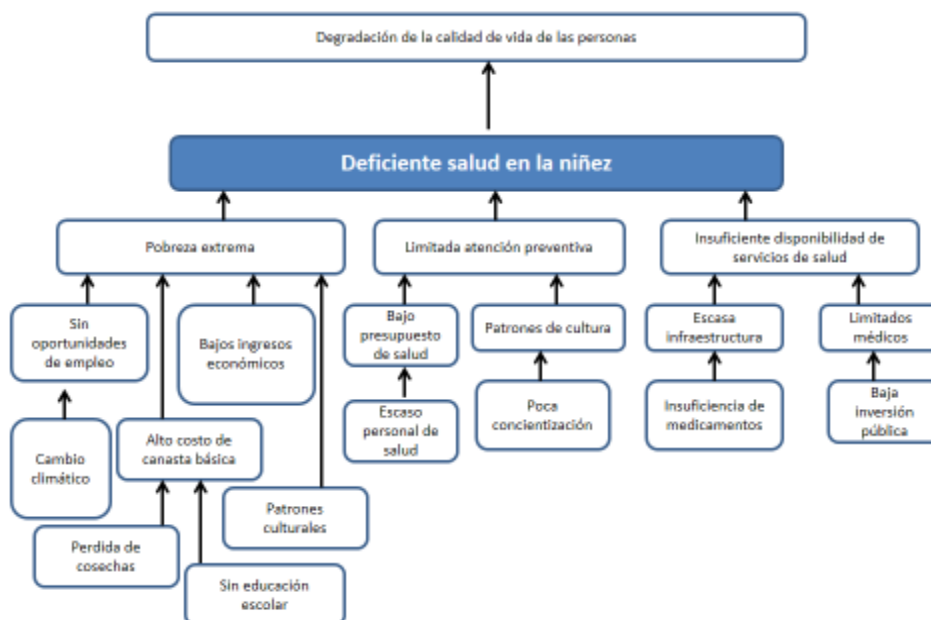 Degradación de la calidad de vida de las personas
Deficiente salud en la niñez
Pobreza extrema
Limitada atención preventiva
Insuficiente disponibilidad de
servicios de salud
Sin
oportunidades
de empleo
Bajos ingresos
económicos
Bajo
presupuesto
de salud
Patrones de cultura
Escasa
infraestructura
Limitados
médicos
Cambio
climático
Alto costo de
canasta básica
Escaso
personal de
salud
Poca
concientización
Insuficiencia de
medicamentos
Baja
inversión
pública
Perdida de
cosechas
Patrones
culturales
Sin educación
escolar